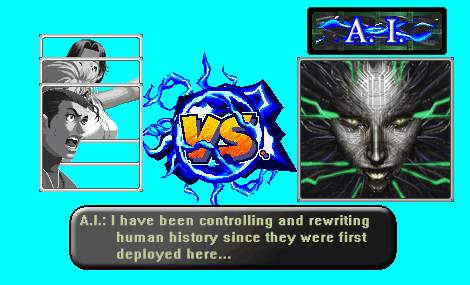 A. I.
VS.
A.I.: I have been controlling and rewriting
human history since they were first
deployed here...